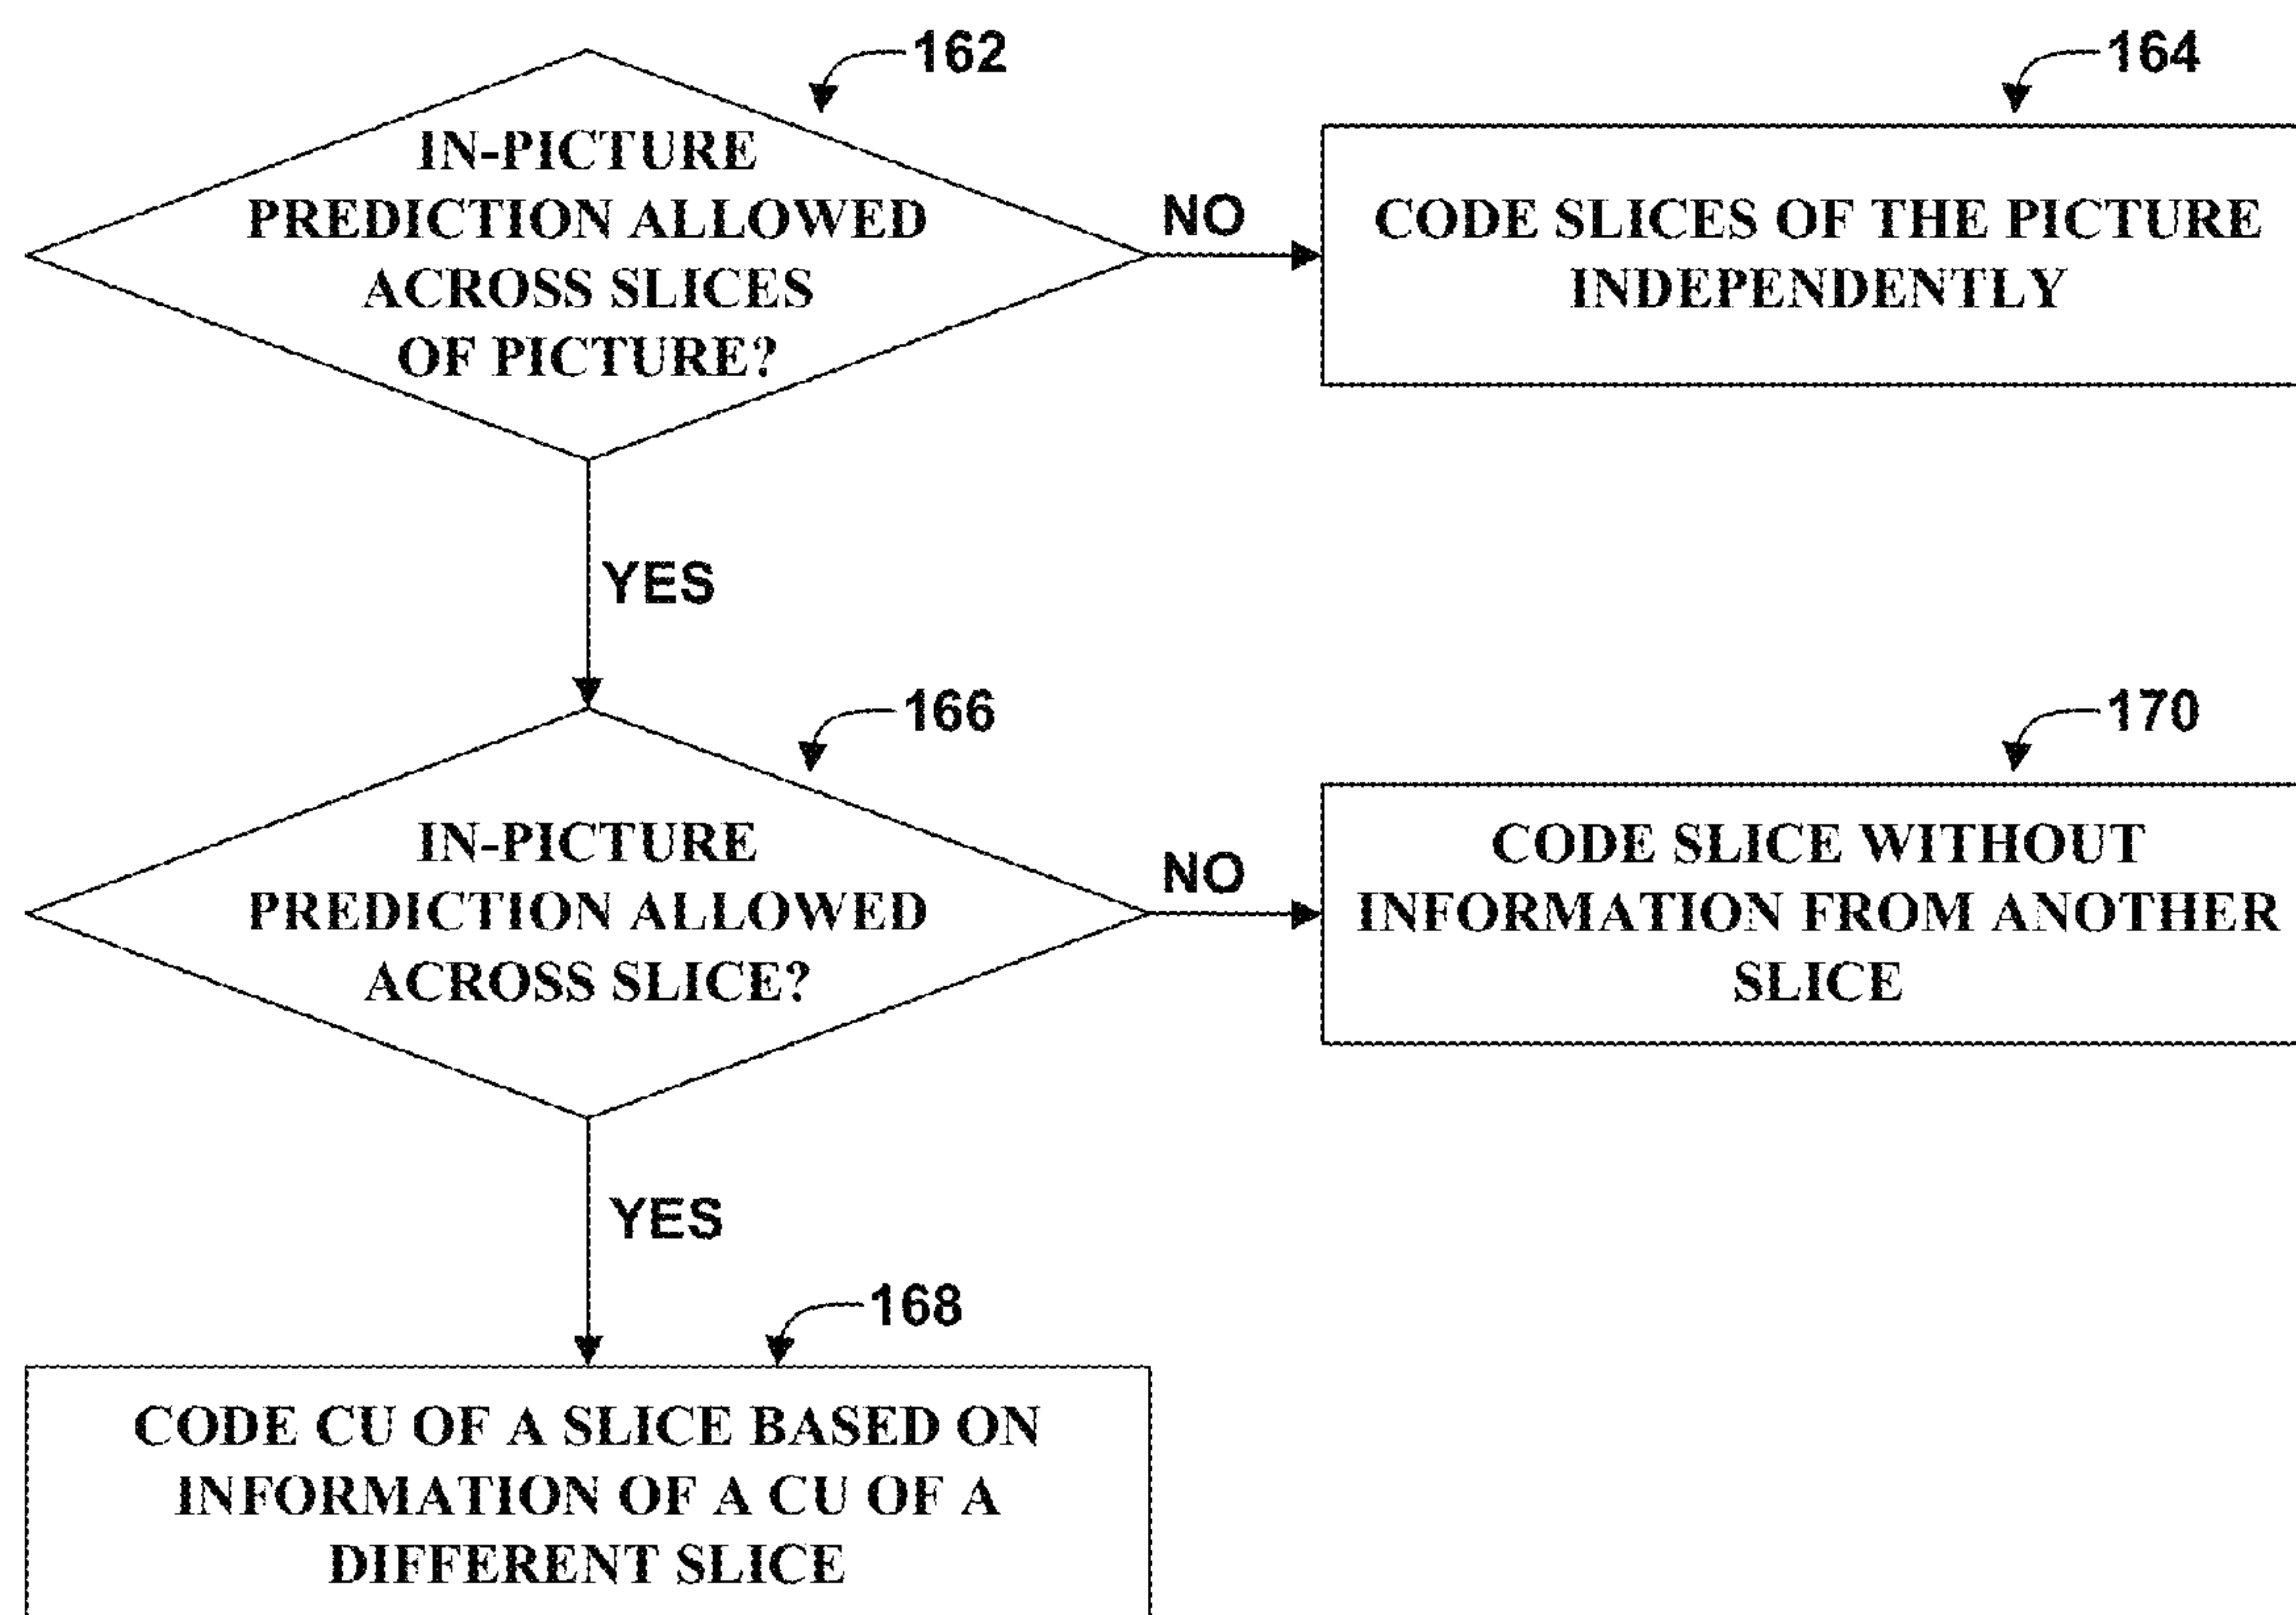 162
IN-PICTURE
PREDICTION ALLOWED
ACROSS SLICES
OF PICTURE?
NO
164
CODE SLICES OF THE PICTURE
INDEPENDENTLY
YES
166
IN-PICTURE
PREDICTION ALLOWED
ACROSS SLICE?
NO
170
CODE SLICE WITHOUT
INFORMATION FROM ANOTHER
SLICE
YES
168
CODE CU OF A SLICE BASED ON
INFORMATION OF A CU OF A
DIFFERENT SLICE